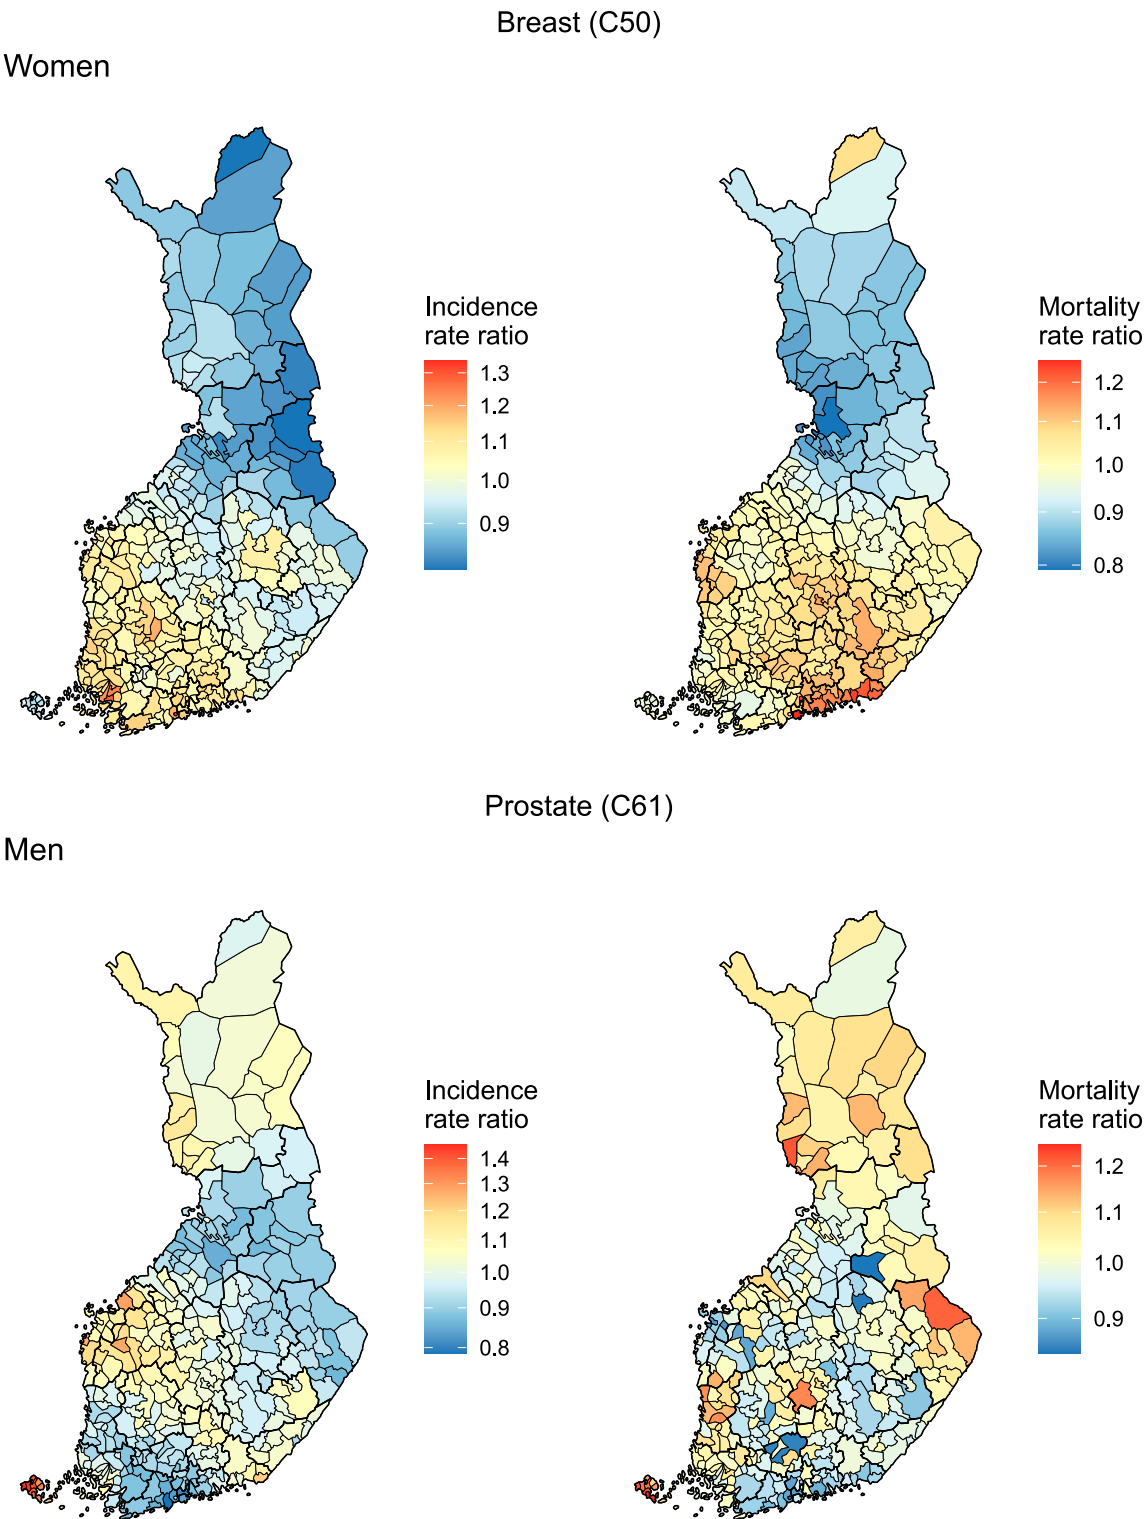 Breast (C50)
Women
Incidence
rate ratio
1.3
1.2
1.1
1.0
0.9
Mortality
rate ratio
1.2
1.1
1.0
0.9
0.8
Prostate (C61)
Men
Incidence
rate ratio
1.4
1.3
1.2
1.1
1.0
0.9
0.8
Mortality
rate ratio
1.2
1.1
1.0
0.9